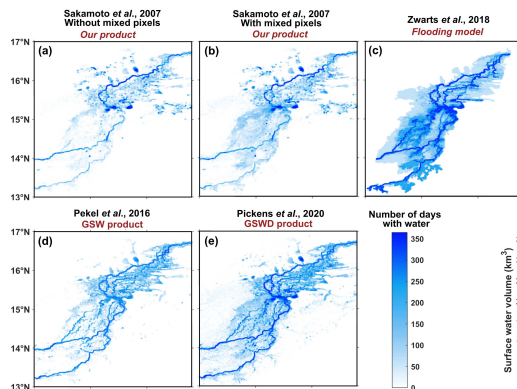 Sakamoto et al., 2007
Without mixed pixels
Our product
Sakamoto et al., 2007
With mixed pixels
Our product
Zwarts et al., 2018
Flooding model
17°N
16°N
15°N
14°N
13°N
(a)
(b)
(c)
Pekel et al., 2016
GSW product
Pickens et al., 2020
GSWD product
Number of days
with water
17°N
16°N
15°N
14°N
13°N
(d)
(e)
350
300
250
200
150
100
50
0
Surface water volume (km³)